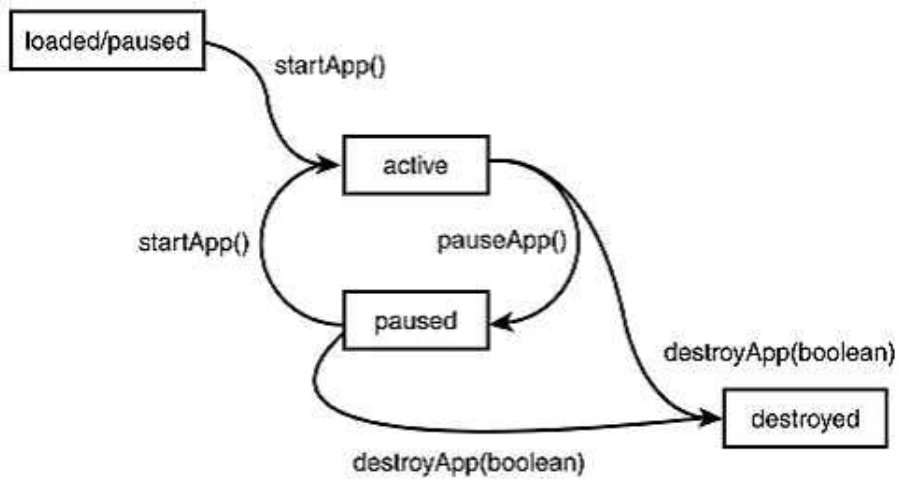 loaded/paused
startApp()
active
startApp()
pauseApp()
paused
destroyApp(boolean)
destroyed
destroyApp(boolean)